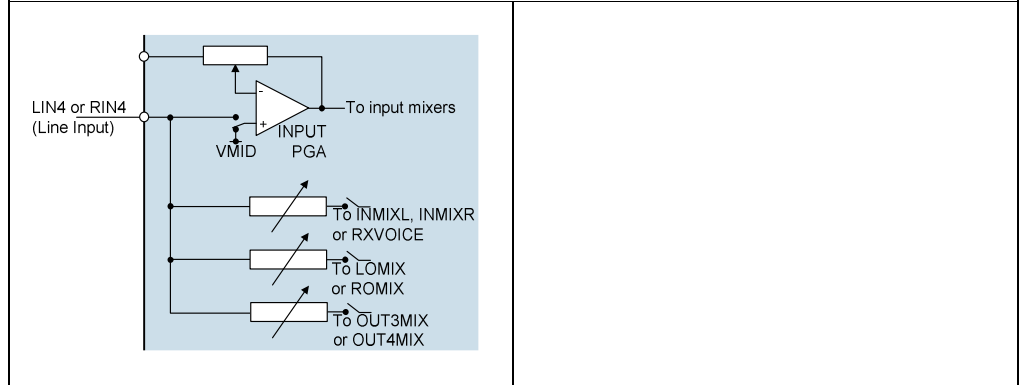 LIN4 or RIN4
(Line Input)
-
+
To input mixers
INPUT
PGA
VMID
To INMIXL, INMIXR
or RXVOICE
To LOMIX
or ROMIX
To OUT3MIX
or OUT4MIX